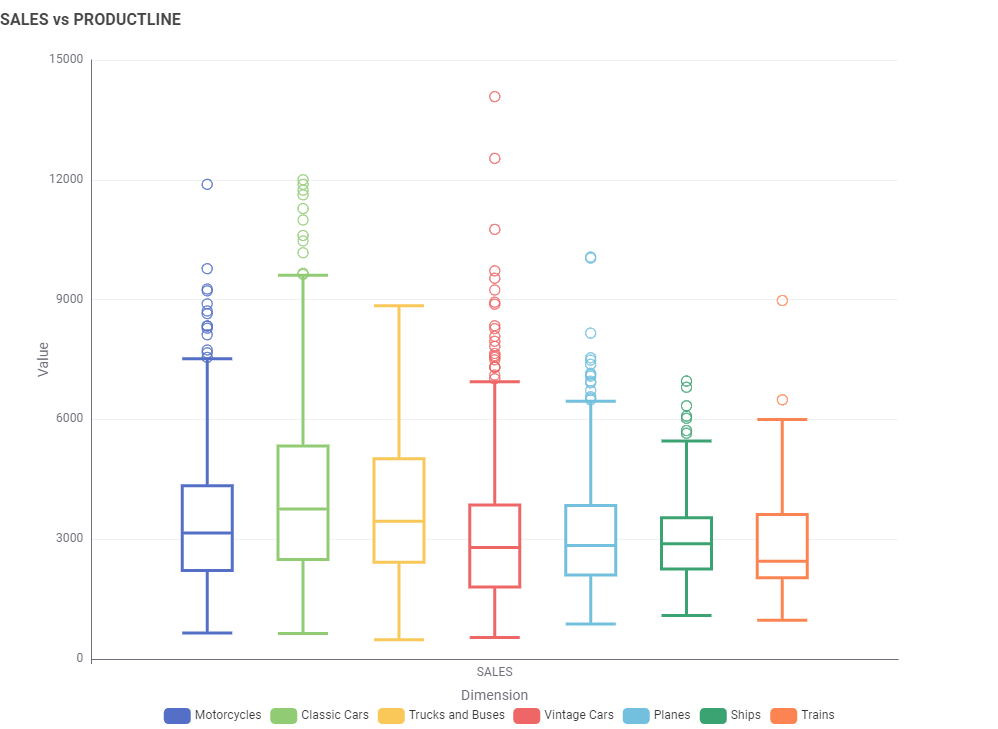 SALES vs PRODUCTLINE
15000
12000
9000
6000
3000
0
Value
SALES
Dimension
Motorcycles Classic Cars Trucks and Buses Vintage Cars Planes Ships Trains